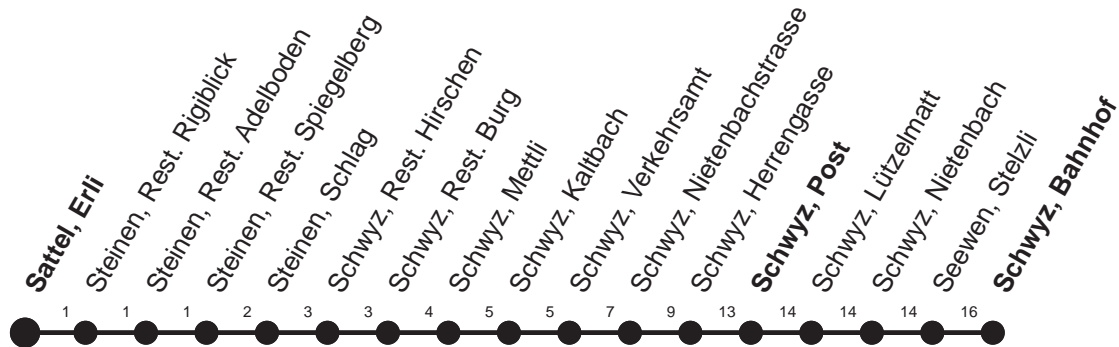 Sattel, Erli
Steinen, Rest. Rigiblick
Steinen, Rest. Adelboden
Steinen, Rest. Spiegelberg
Steinen, Schlag
Schwyz, Rest. Hirschen
Schwyz, Rest. Burg
Schwyz, Mettli
Schwyz, Kaltbach
Schwyz, Verkehrsamt
Schwyz, Nietenbachstrasse
Schwyz, Herrengasse
Schwyz, Post
Schwyz, Lützelmatt
Schwyz, Nietenbach
Seewen, Stelzli
Schwyz, Bahnhof
1 1 1 2 3 3 4 5 5 7 9 13 14 14 14 16